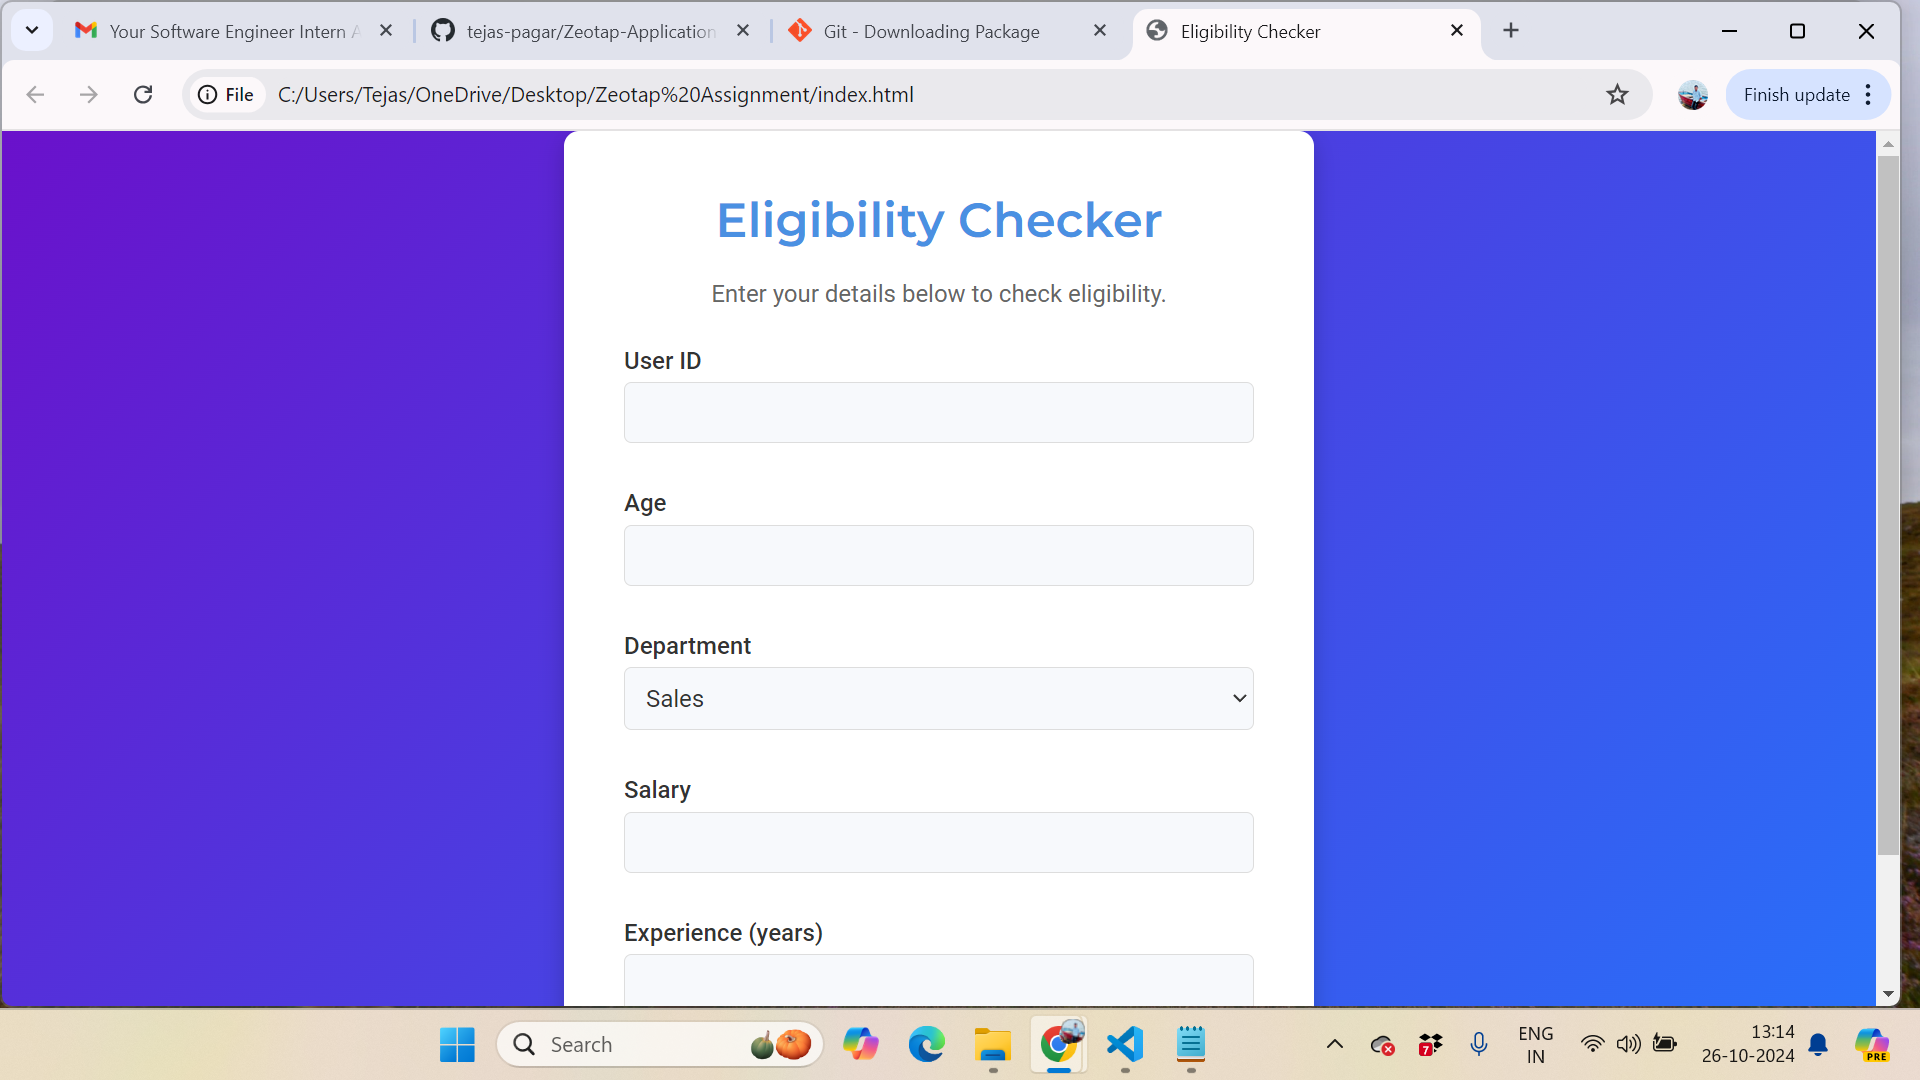 Your Software Engineer Intern A
tejas-pagar/Zeotap-Application
Git - Downloading Package
Eligibility Checker
File
C:/Users/Tejas/OneDrive/Desktop/Zeotap%20Assignment/index.html
Finish update
Eligibility Checker
Enter your details below to check eligibility.
User ID
Age
Department
Sales
Salary
Experience (years)
Search
7
ENG
IN
13:14
26-10-2024
PRE